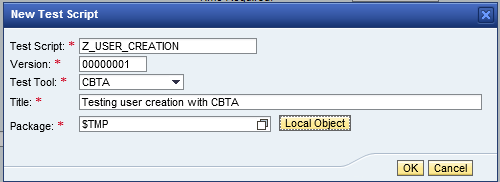 New Test Script
Test Script: * Z_USER_CREATION
Version: * 00000001
Test Tool: * CBTA
Title: * Testing user creation with CBTA
Package: * $TMP Local Object
OK Cancel